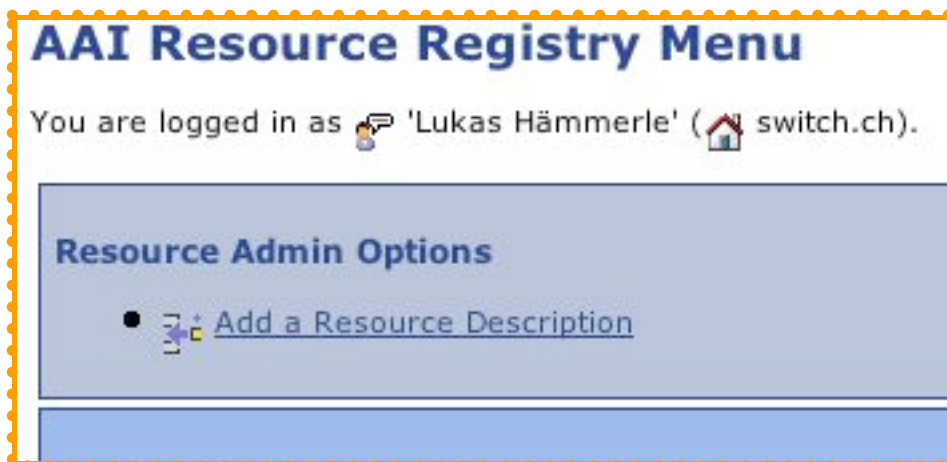 AAI Resource Registry Menu
You are logged in as 'Lukas Hämmerle' ( switch.ch).
Resource Admin Options
Add a Resource Description